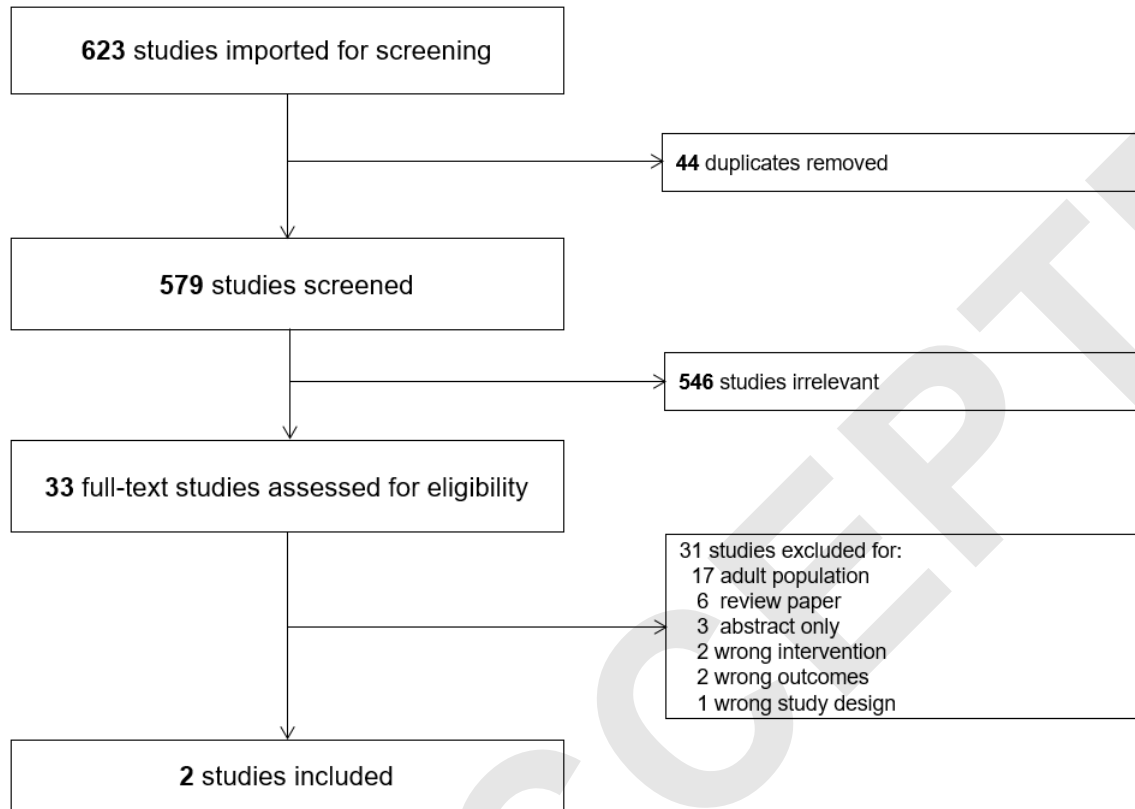 623 studies imported for screening
44 duplicates removed
579 studies screened
546 studies irrelevant
33 full-text studies assessed for eligibility
31 studies excluded for:
17 adult population
6 review paper
3 abstract only
2 wrong intervention
2 wrong outcomes
1 wrong study design
2 studies included